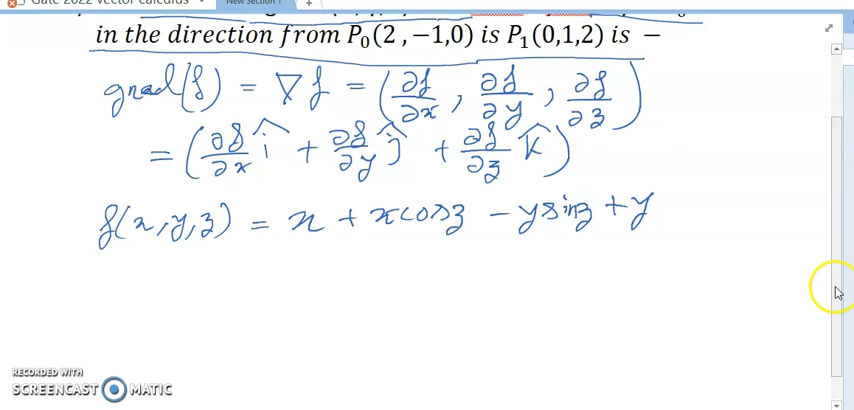 Gate 2022 vector calculus × New Section 1 +
in the direction from P₀(2, −1,0) is P₁(0,1,2) is −
grad(f) = ∇f = (∂f/∂x, ∂f/∂y, ∂f/∂z)
= (∂f/∂x î + ∂f/∂y ĵ + ∂f/∂z k̂)
f(x,y,z) = x + x cos z − y sin z + y
RECORDED WITH
SCREENCAST MATIC